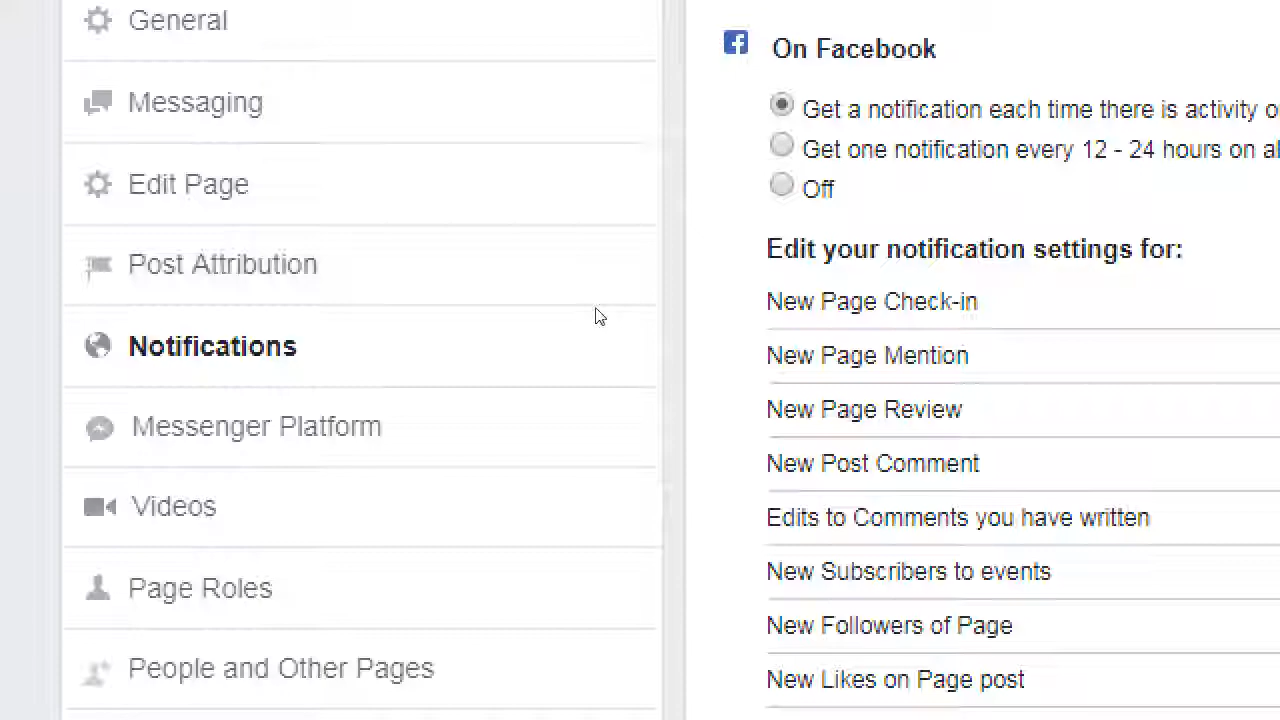 General
Messaging
Edit Page
Post Attribution
Notifications
Messenger Platform
Videos
Page Roles
People and Other Pages
On Facebook
Get a notification each time there is activity
Get one notification every 12 - 24 hours on
Off
Edit your notification settings for:
New Page Check-in
New Page Mention
New Page Review
New Post Comment
Edits to Comments you have written
New Subscribers to events
New Followers of Page
New Likes on Page post